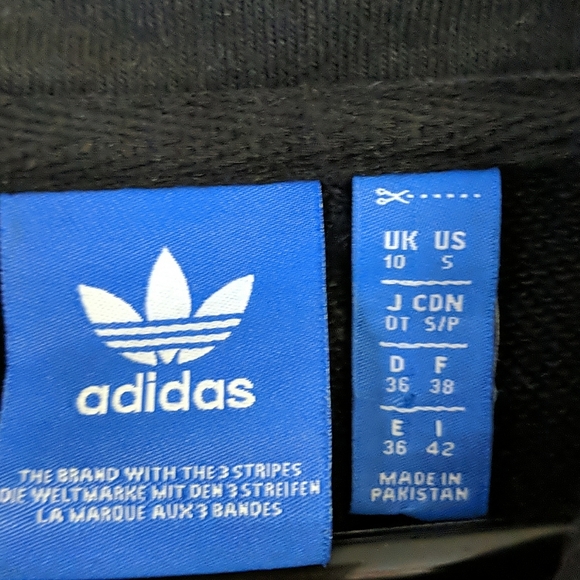 adidas
THE BRAND WITH THE 3 STRIPES
DIE WELTMARKE MIT DEN 3 STREIFEN
LA MARQUE AUX 3 BANDES
UK US
10 S
J CDN
OT S/P
D F
36 38
E I
36 42
MADE IN
PAKISTAN